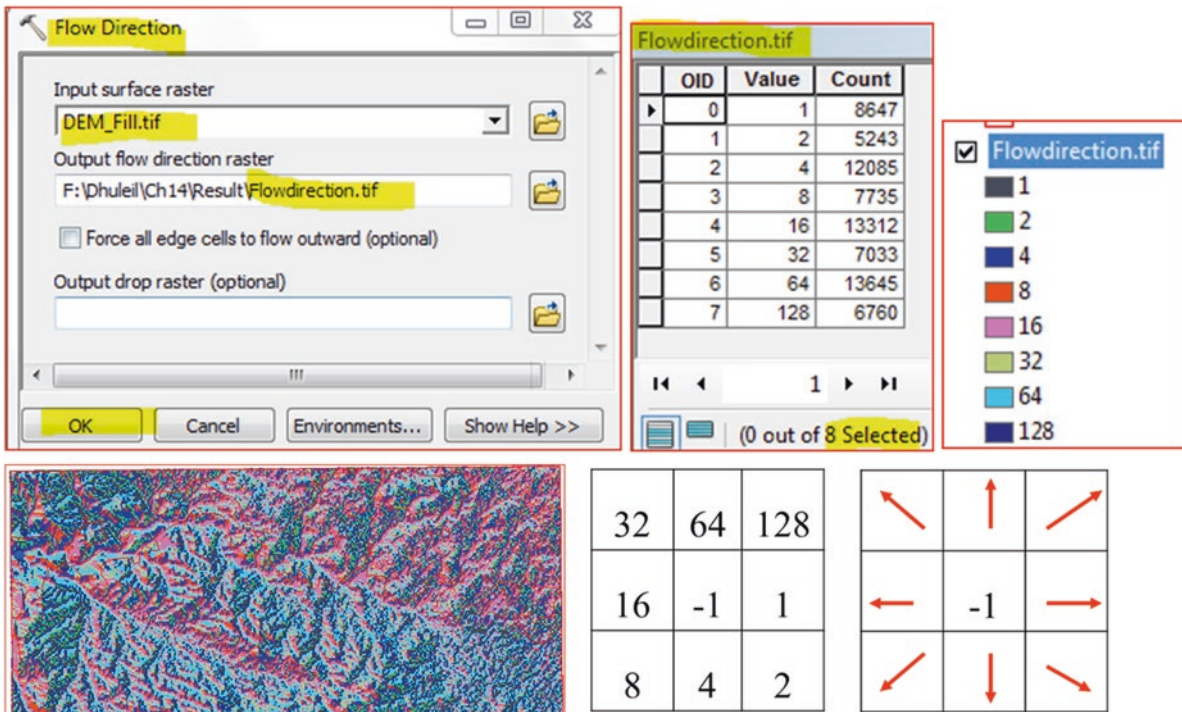 Flow Direction
Input surface raster
DEM_Fill.tif
Output flow direction raster
F:\Dhuleil\Ch14\Result\Flowdirection.tif
Force all edge cells to flow outward (optional)
Output drop raster (optional)
OK Cancel Environments... Show Help >>
Flowdirection.tif
OID Value Count
0 1 8647
1 2 5243
2 4 12085
3 8 7735
4 16 13312
5 32 7033
6 64 13645
7 128 6760
1
(0 out of 8 Selected)
Flowdirection.tif
1
2
4
8
16
32
64
128
32 64 128
16 -1 1
8 4 2
-1